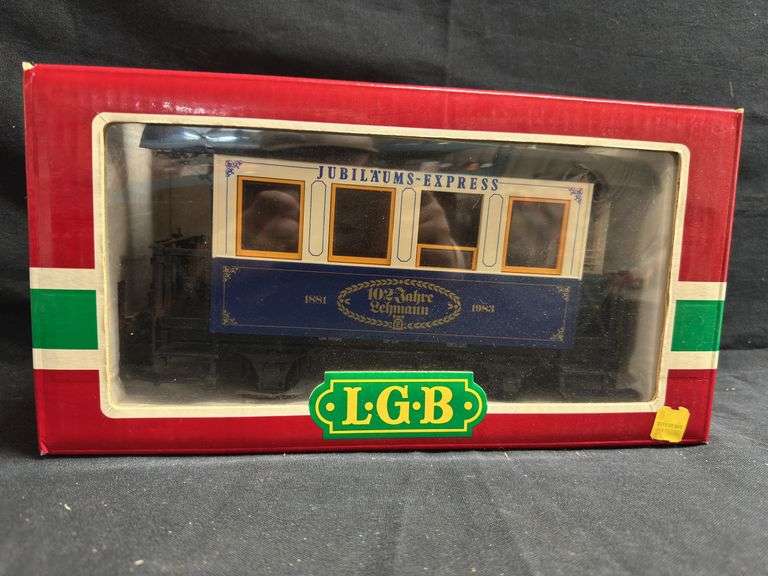 JUBILÄUMS-EXPRESS
1881
102 Jahre
Lehmann
1983
L·G·B